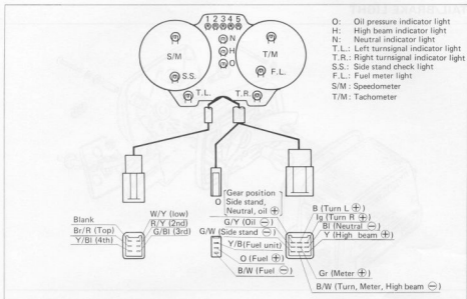 1 2 3 4 5
N
H
O
S/M
T/M
S.S.
F.L.
T.L.
T.R.
O: Oil pressure indicator light
H: High beam indicator light
N: Neutral indicator light
T.L.: Left turnsignal indicator light
T.R.: Right turnsignal indicator light
S.S.: Side stand check light
F.L.: Fuel meter light
S/M : Speedometer
T/M : Tachometer
Blank
Br/R (Top)
Y/Bl (4th)
W/Y (low)
R/Y (2nd)
G/Bl (3rd)
O
Gear position
Side stand,
Neutral, oil ⊕
G/Y (Oil ⊖)
G/W (Side stand ⊖)
Y/B(Fuel unit)
O (Fuel ⊕)
B/W (Fuel ⊖)
B (Turn L ⊕)
lg (Turn R ⊕)
Bl (Neutral ⊖)
Y (High beam ⊕)
Gr (Meter ⊕)
B/W (Turn, Meter, High beam ⊖)